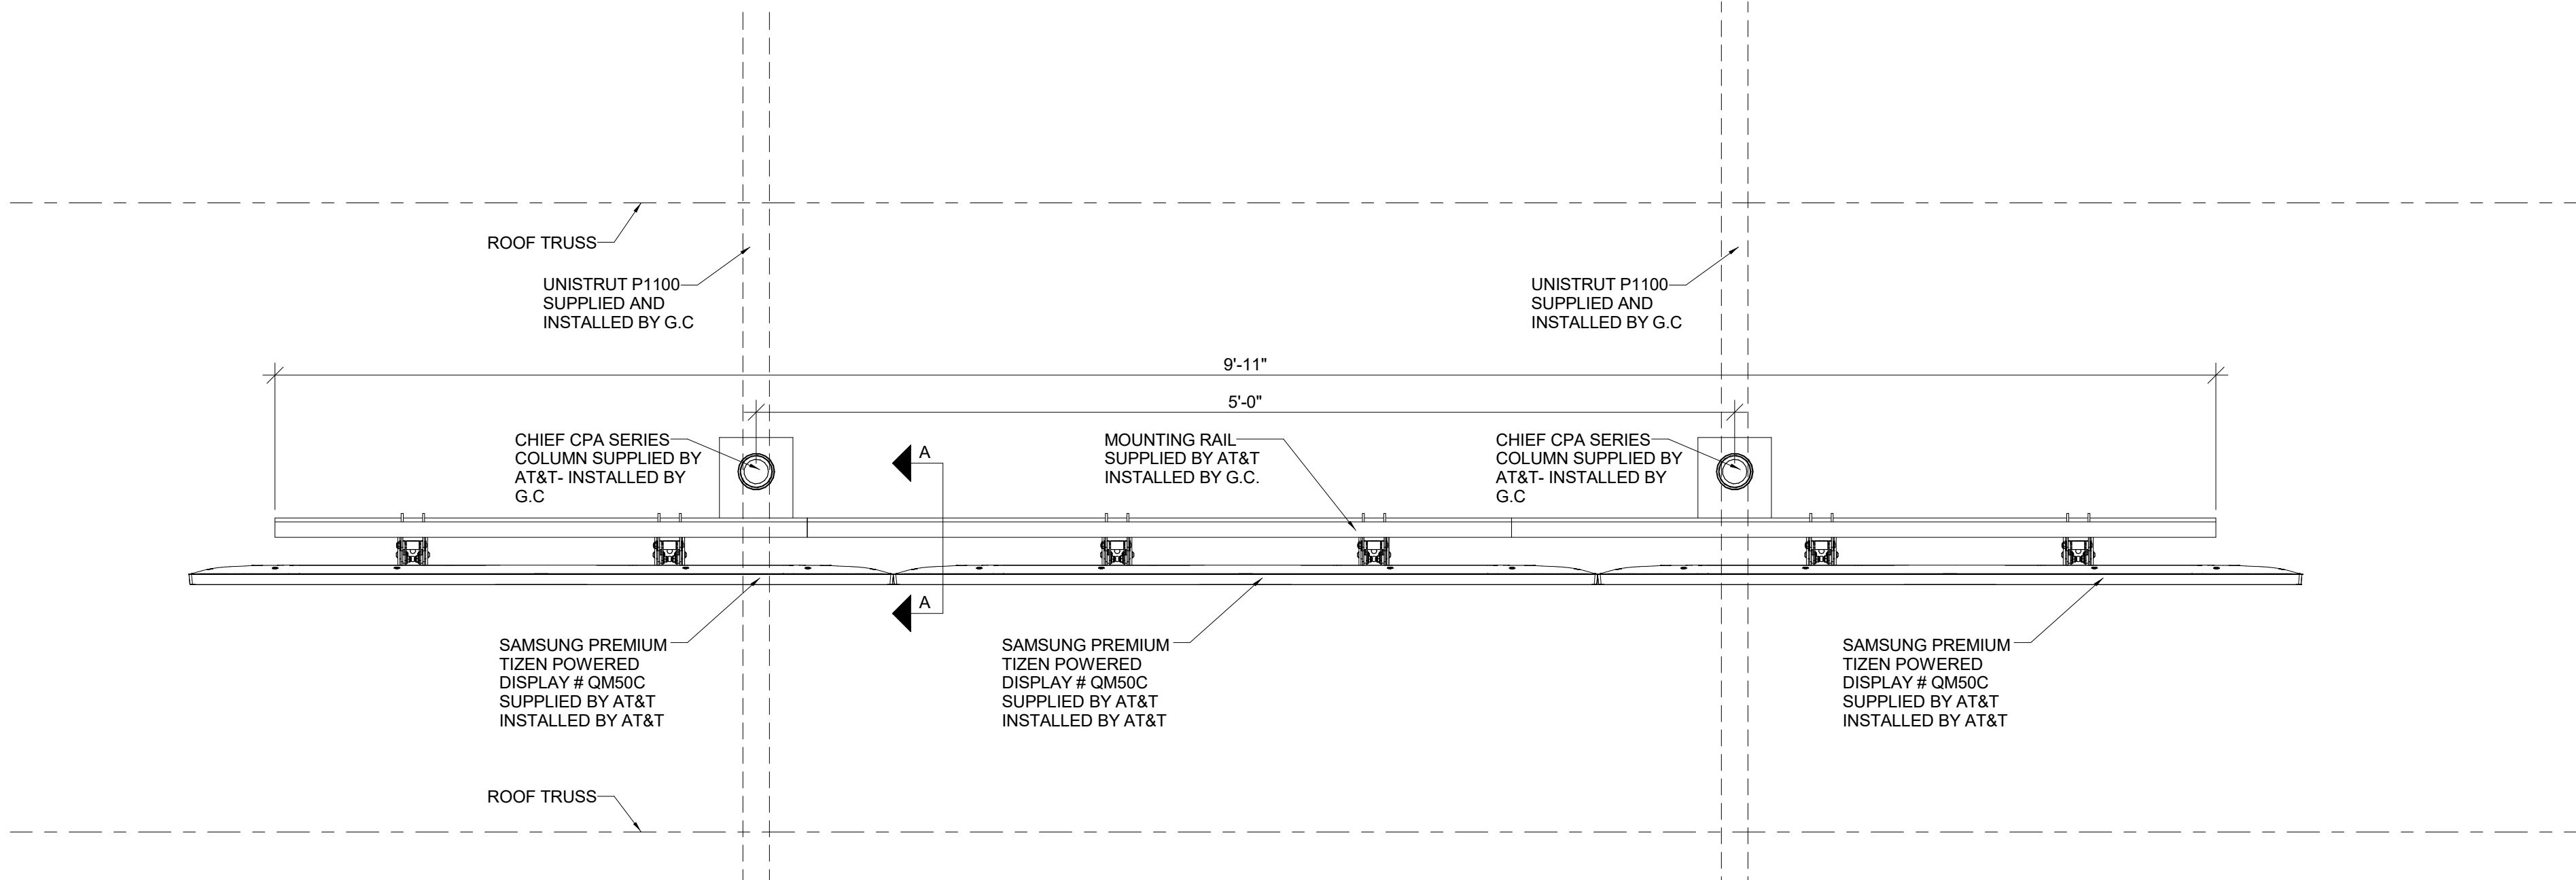 ROOF TRUSS
UNISTRUT P1100
SUPPLIED AND
INSTALLED BY G.C
UNISTRUT P1100
SUPPLIED AND
INSTALLED BY G.C
9'-11"
5'-0"
CHIEF CPA SERIES
COLUMN SUPPLIED BY
AT&T- INSTALLED BY
G.C
A
MOUNTING RAIL
SUPPLIED BY AT&T
INSTALLED BY G.C.
CHIEF CPA SERIES
COLUMN SUPPLIED BY
AT&T- INSTALLED BY
G.C
A
SAMSUNG PREMIUM
TIZEN POWERED
DISPLAY # QM50C
SUPPLIED BY AT&T
INSTALLED BY AT&T
SAMSUNG PREMIUM
TIZEN POWERED
DISPLAY # QM50C
SUPPLIED BY AT&T
INSTALLED BY AT&T
SAMSUNG PREMIUM
TIZEN POWERED
DISPLAY # QM50C
SUPPLIED BY AT&T
INSTALLED BY AT&T
ROOF TRUSS